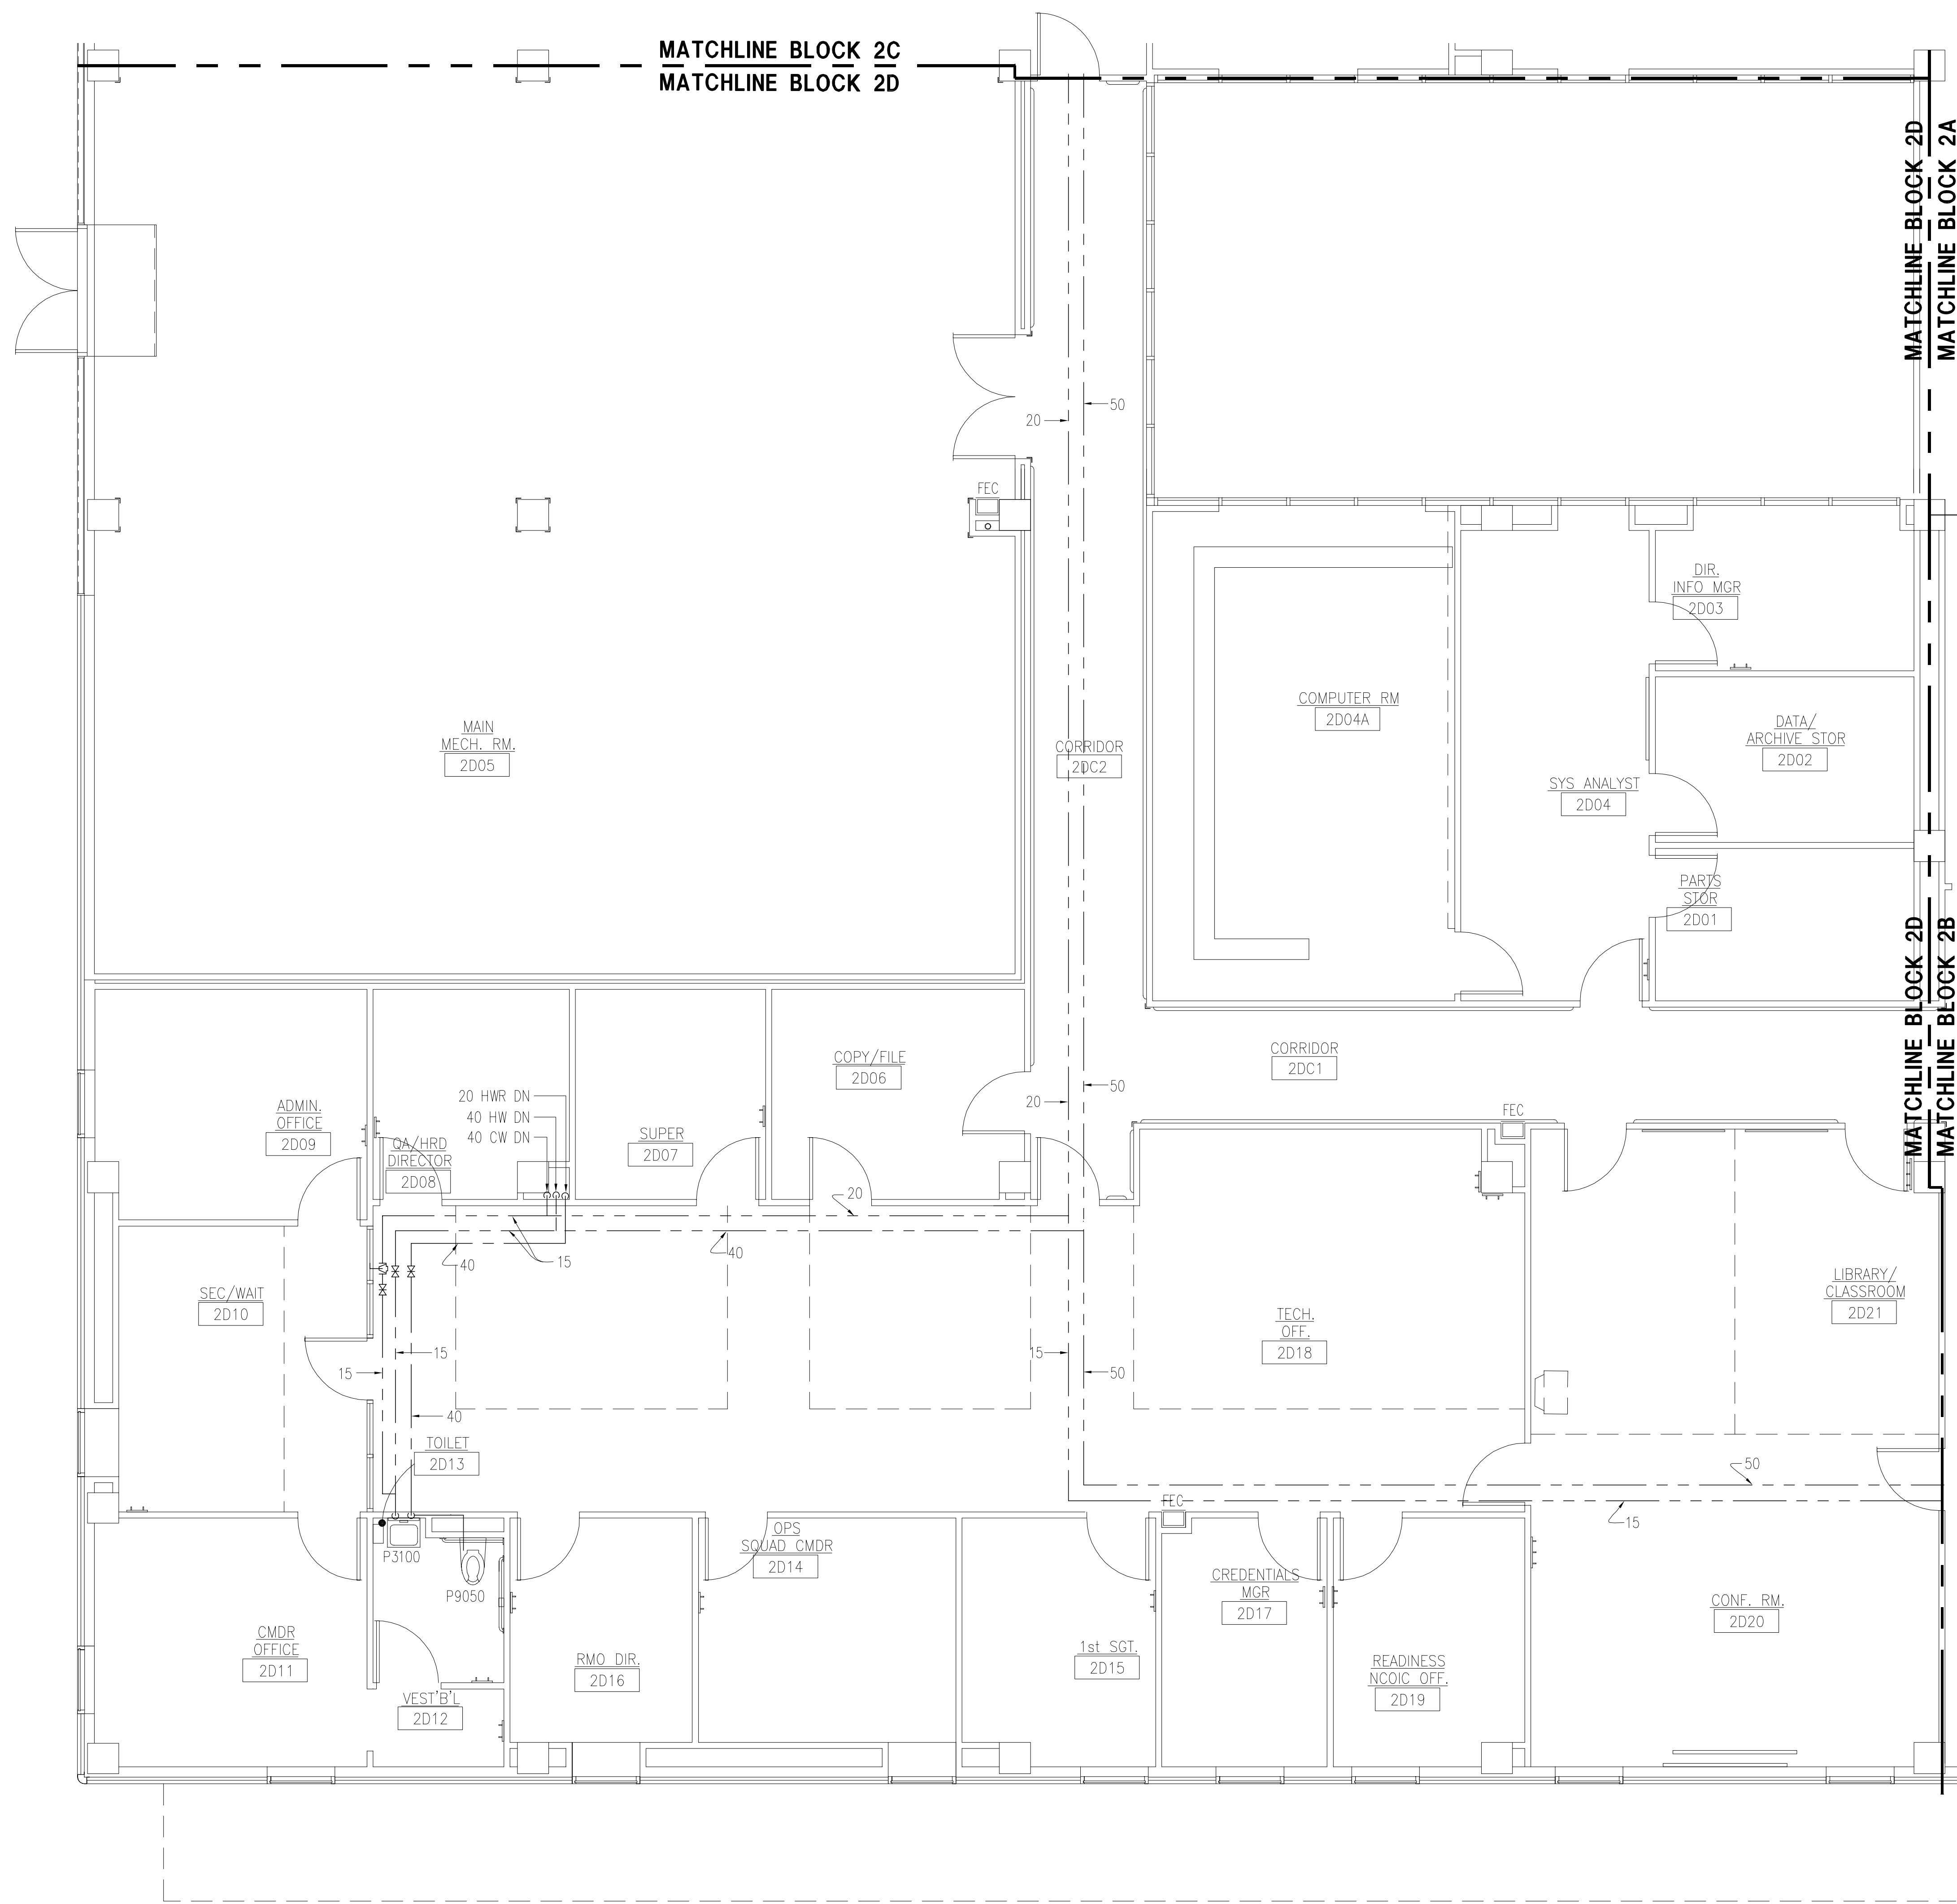 MATCHLINE BLOCK 2C
MATCHLINE BLOCK 2D
MATCHLINE BLOCK 2D
MATCHLINE BLOCK 2A
50
20
FEC
DIR.
INFO MGR
2D03
COMPUTER RM
2D04A
MAIN
MECH. RM.
2D05
CORRIDOR
2DC2
DATA/
ARCHIVE STOR
2D02
SYS ANALYST
2D04
PARTS
STOR
2D01
MATCHLINE BLOCK 2D
MATCHLINE BLOCK 2B
CORRIDOR
2DC1
COPY/FILE
2D06
50
20
20 HWR DN
40 HW DN
40 CW DN
ADMIN.
OFFICE
2D09
QA/HRD
DIRECTOR
2D08
SUPER
2D07
FEC
20
40
15
40
SEC/WAIT
2D10
LIBRARY/
CLASSROOM
2D21
TECH.
OFF.
2D18
15
15
15
50
40
TOILET
2D13
50
15
FEC
P3100
P9050
OPS
SQUAD CMDR
2D14
CREDENTIALS
MGR
2D17
CONF. RM.
2D20
CMDR
OFFICE
2D11
RMO DIR.
2D16
1st SGT.
2D15
READINESS
NCOIC OFF.
2D19
VEST'B'L
2D12